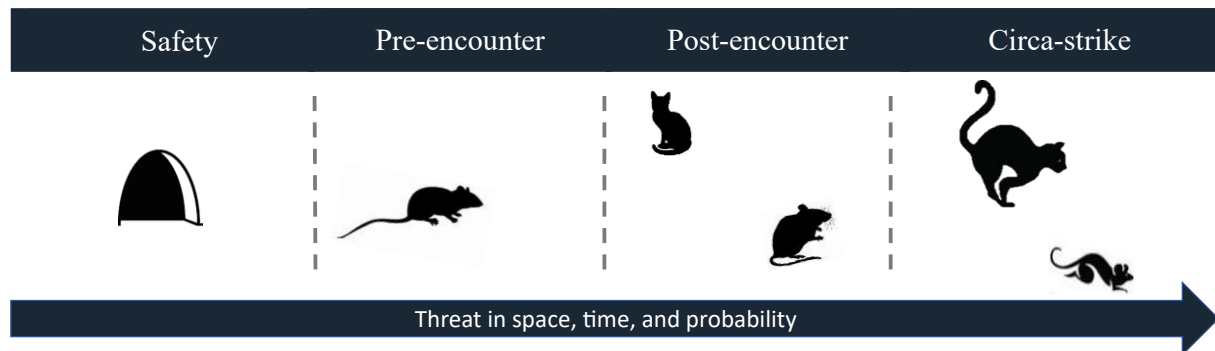 Safety Pre-encounter Post-encounter Circa-strike
Threat in space, time, and probability